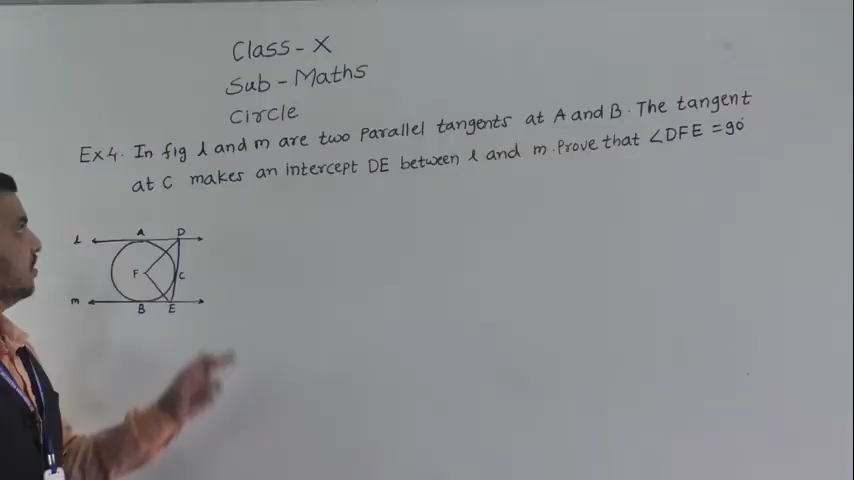 Class - X
Sub - Maths
Circle
Ex 4. In fig l and m are two Parallel tangents at A and B. The tangent
at C makes an intercept DE between l and m. Prove that ∠DFE = 90°
l A D
F C
m B E